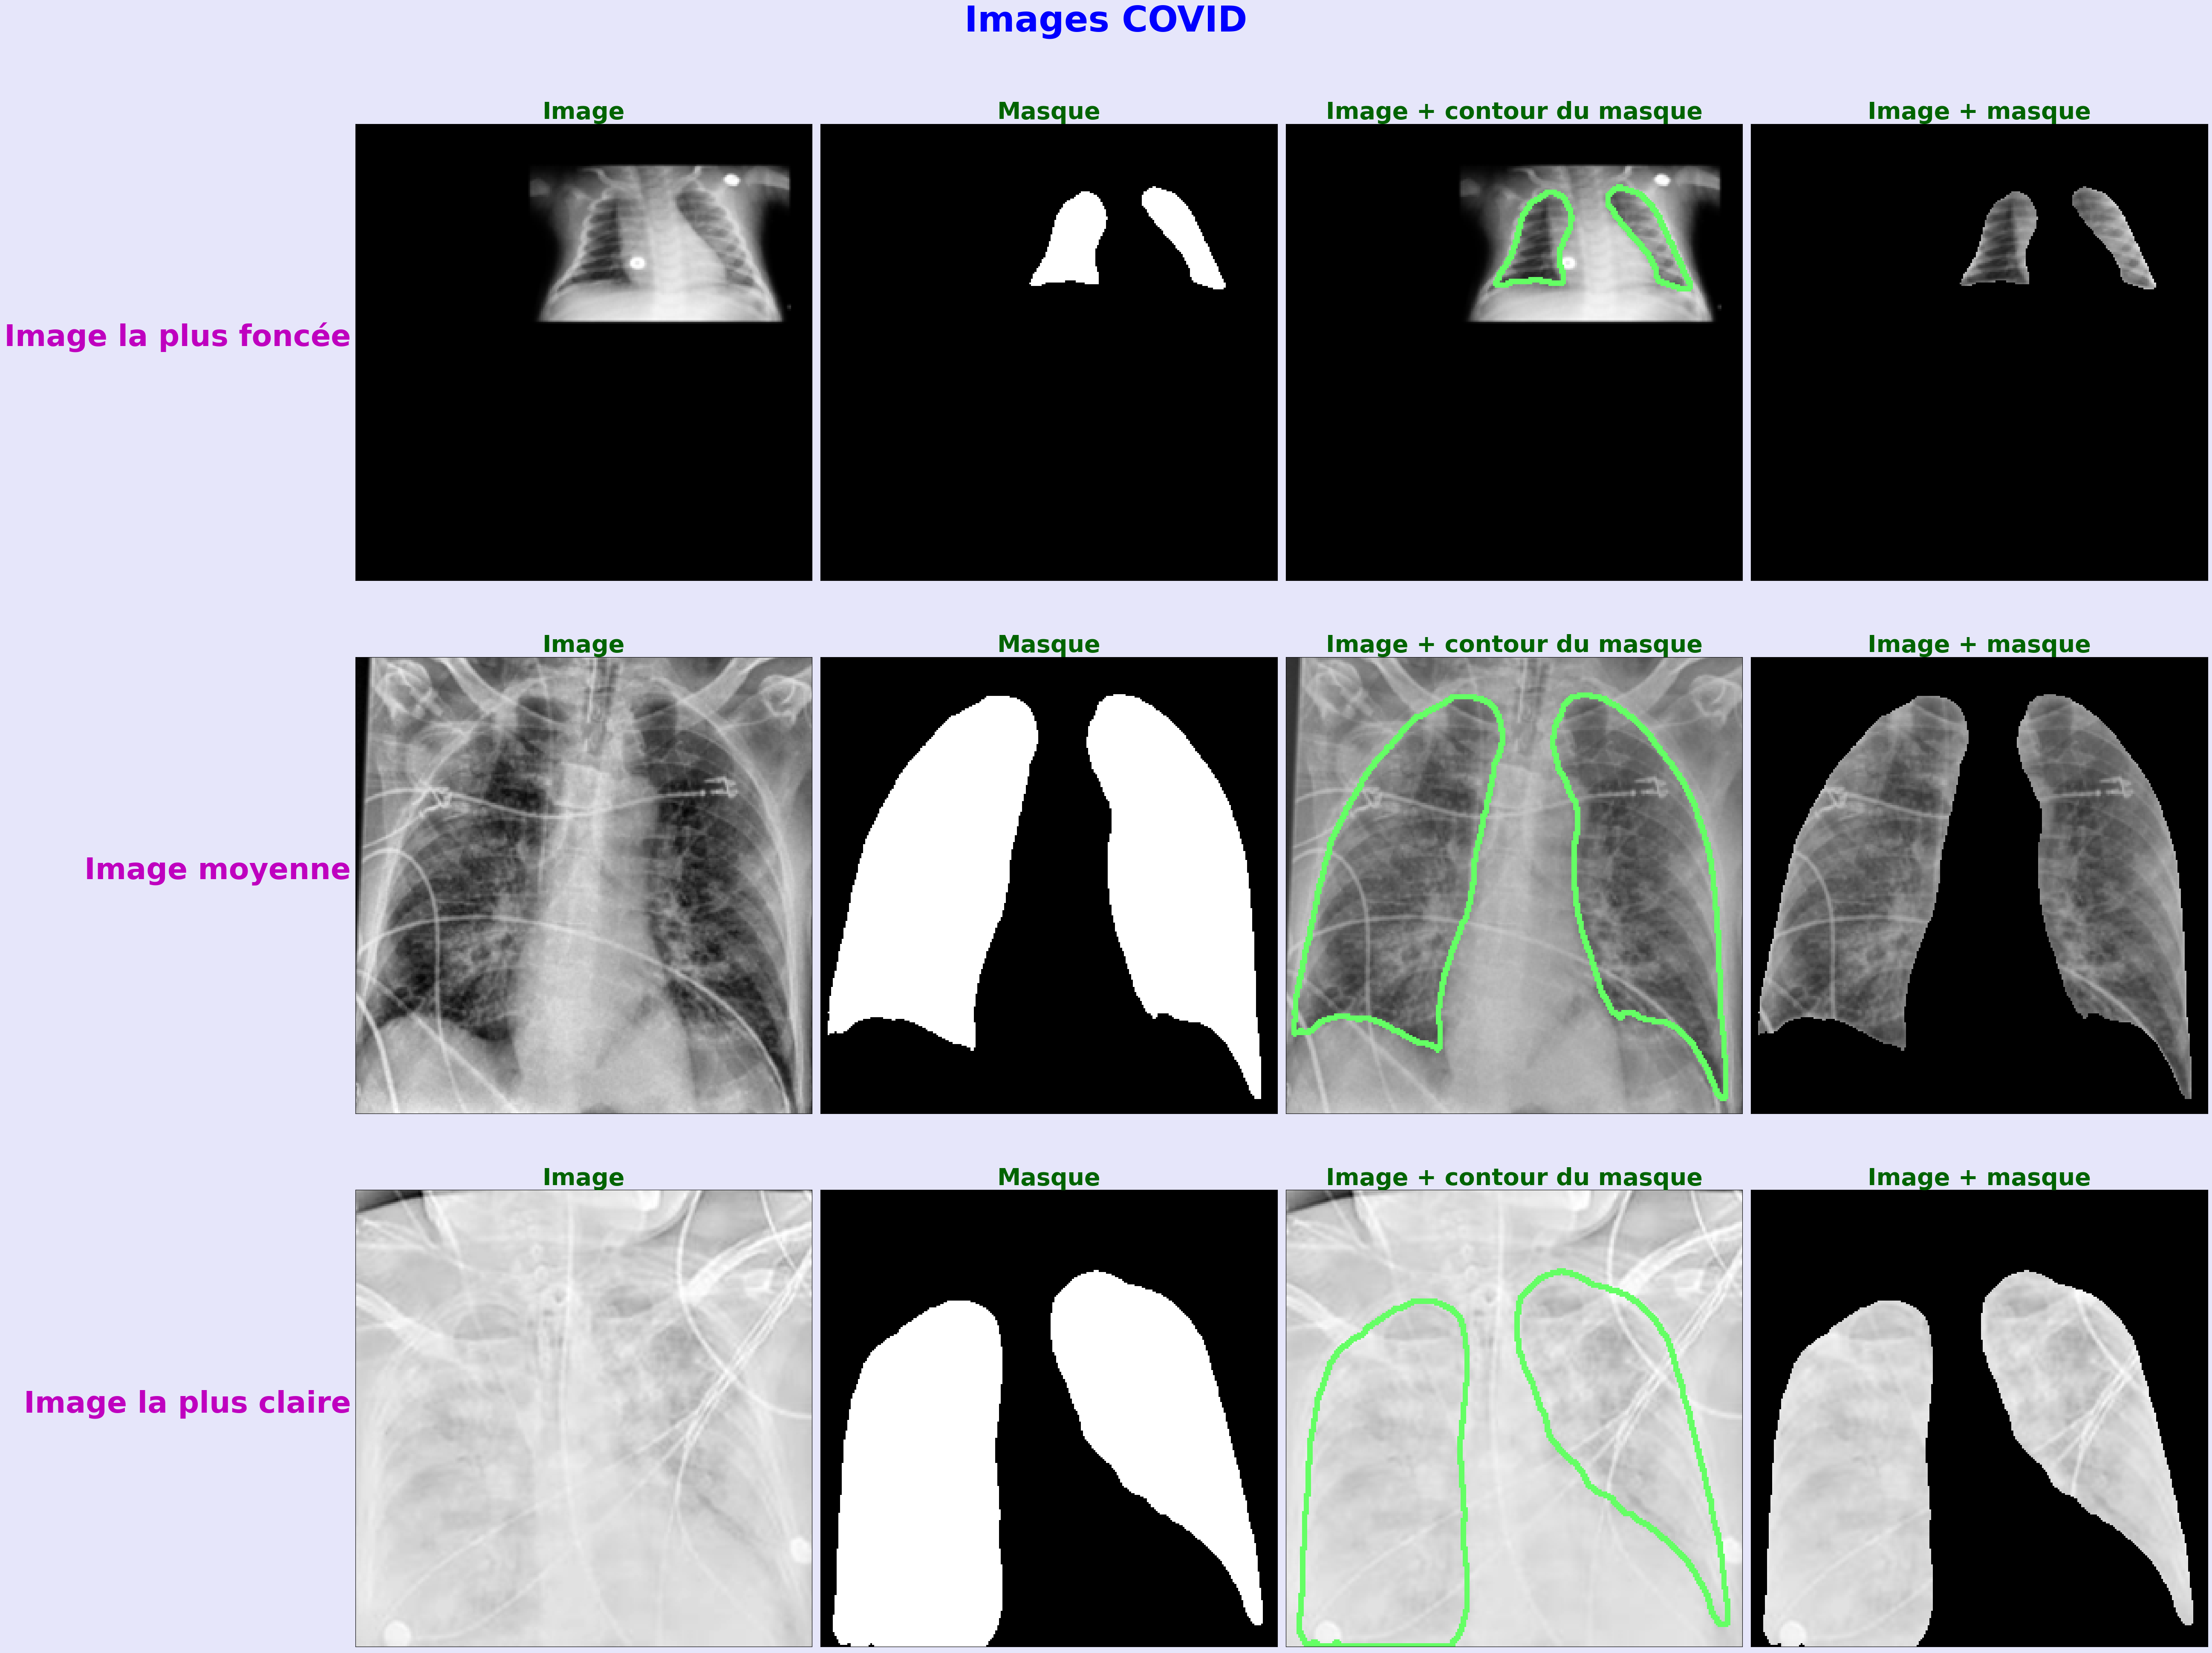 Images COVID
Image
Masque
Image + contour du masque
Image + masque
Image la plus foncée
Image
Masque
Image + contour du masque
Image + masque
Image moyenne
Image
Masque
Image + contour du masque
Image + masque
Image la plus claire